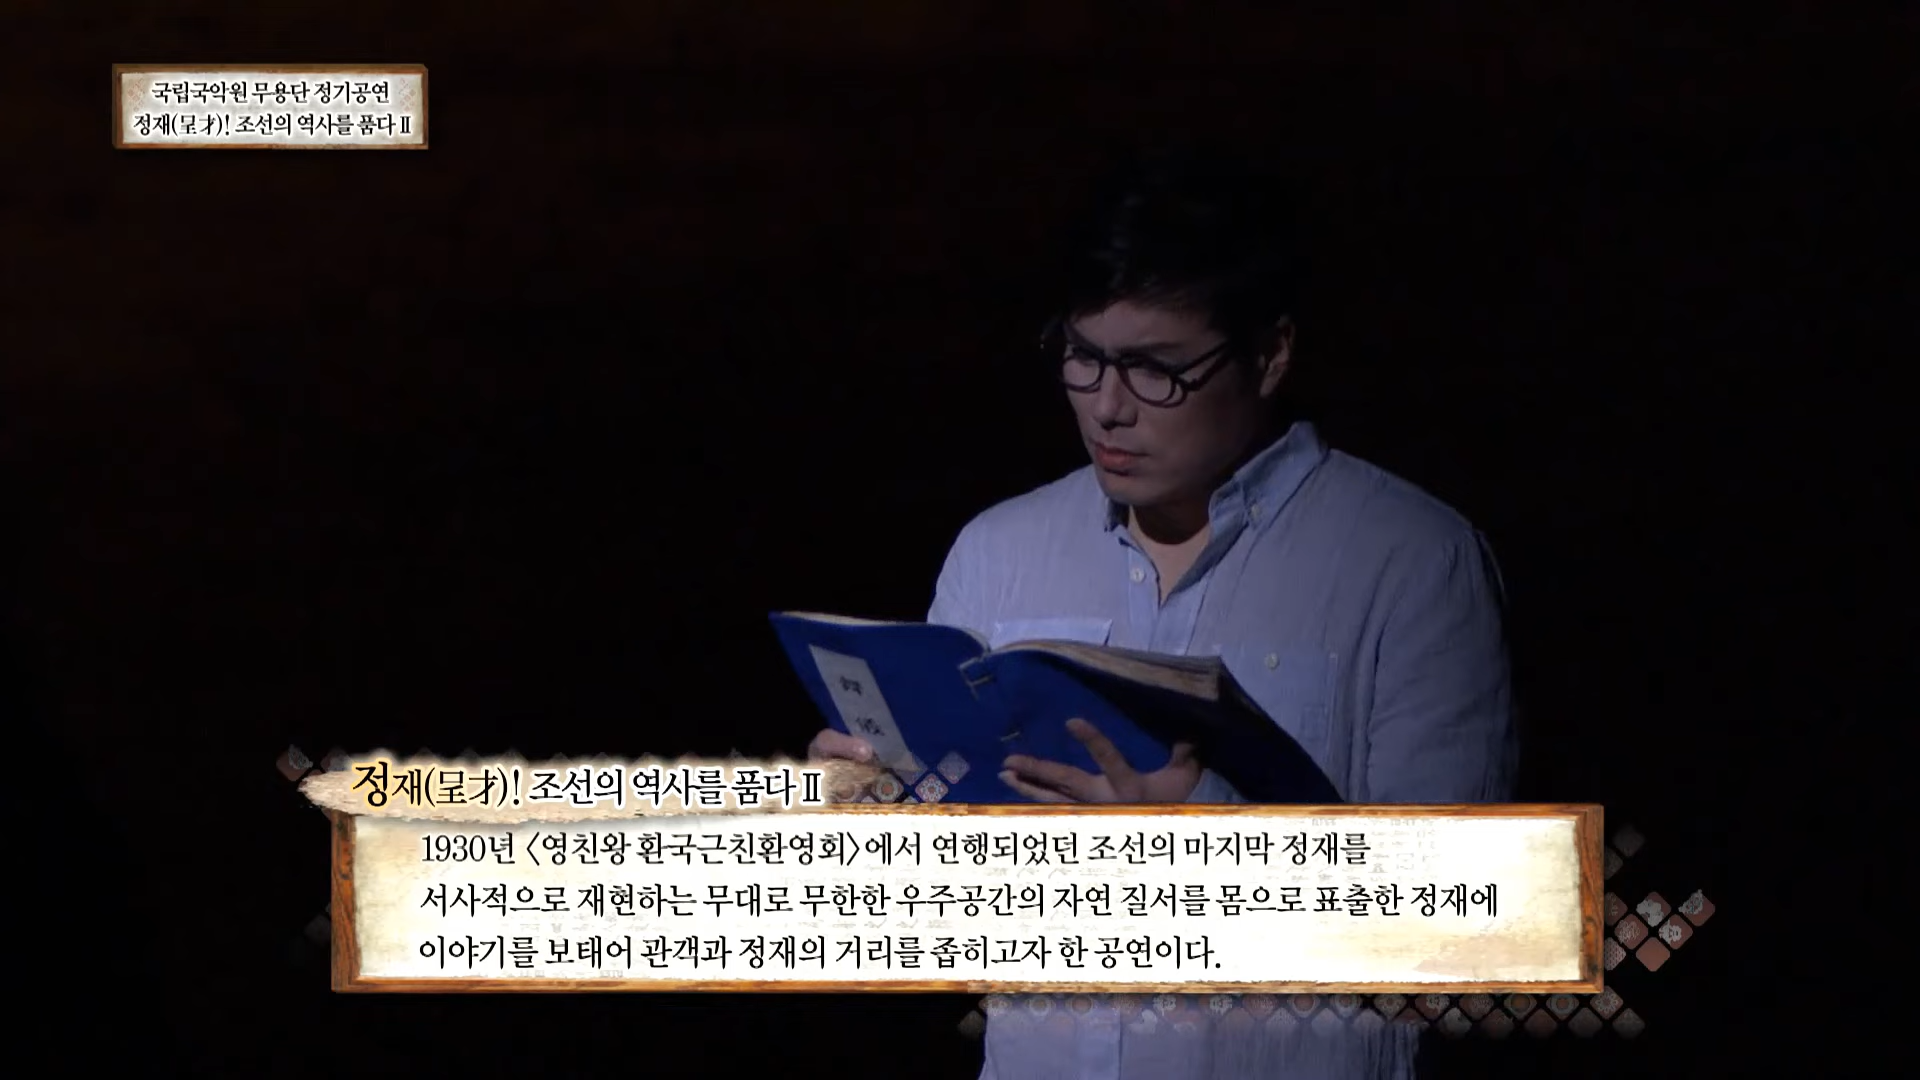 국립국악원 무용단 정기공연
정재(呈才)! 조선의 역사를 품다 Ⅱ
정재(呈才)! 조선의 역사를 품다 Ⅱ
1930년 〈영친왕 환국근친환영회〉에서 연행되었던 조선의 마지막 정재를
서사적으로 재현하는 무대로 무한한 우주공간의 자연 질서를 몸으로 표출한 정재에
이야기를 보태어 관객과 정재의 거리를 좁히고자 한 공연이다.